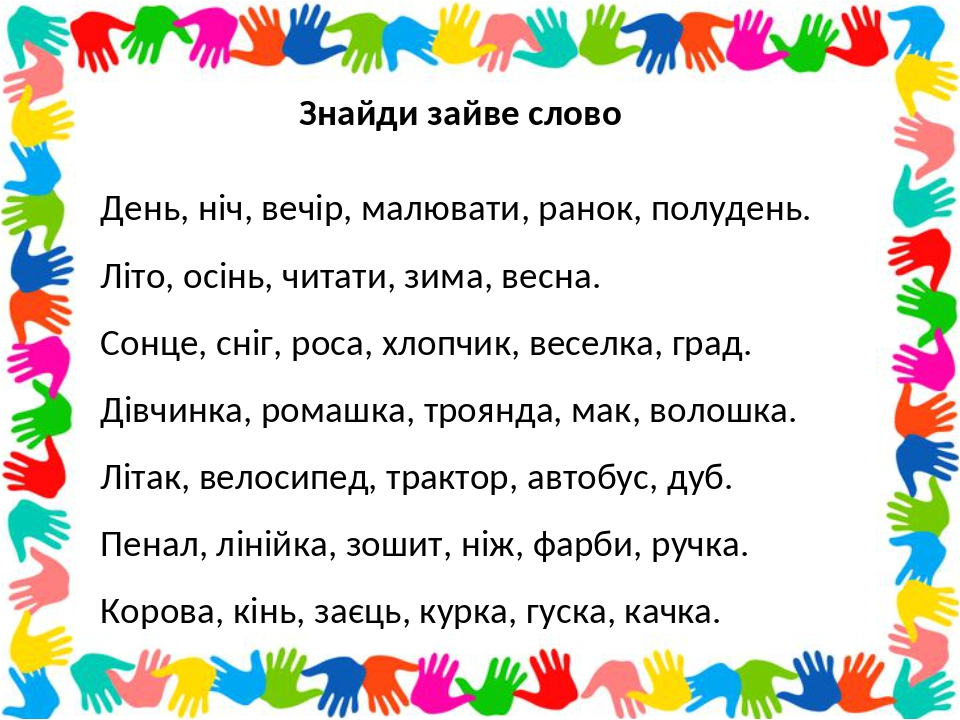 Знайди зайве слово
День, ніч, вечір, малювати, ранок, полудень.
Літо, осінь, читати, зима, весна.
Сонце, сніг, роса, хлопчик, веселка, град.
Дівчинка, ромашка, троянда, мак, волошка.
Літак, велосипед, трактор, автобус, дуб.
Пенал, лінійка, зошит, ніж, фарби, ручка.
Корова, кінь, заєць, курка, гуска, качка.